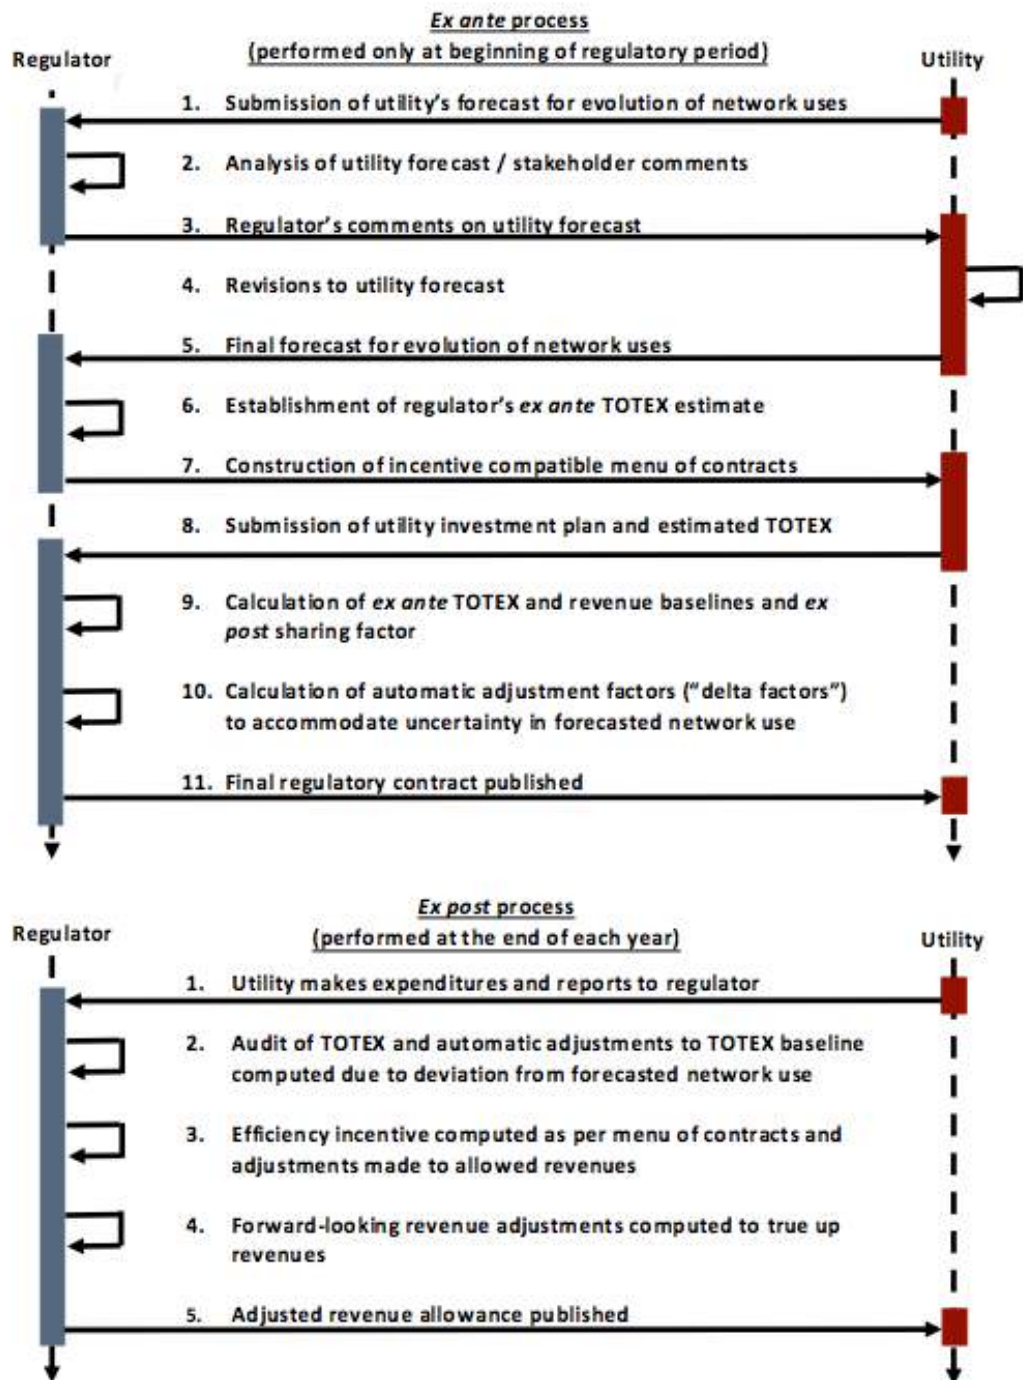 Ex ante process
(performed only at beginning of regulatory period)
Regulator
Utility
1. Submission of utility's forecast for evolution of network uses
2. Analysis of utility forecast / stakeholder comments
3. Regulator's comments on utility forecast
4. Revisions to utility forecast
5. Final forecast for evolution of network uses
6. Establishment of regulator's ex ante TOTEX estimate
7. Construction of incentive compatible menu of contracts
8. Submission of utility investment plan and estimated TOTEX
9. Calculation of ex ante TOTEX and revenue baselines and ex
post sharing factor
10. Calculation of automatic adjustment factors ("delta factors")
to accommodate uncertainty in forecasted network use
11. Final regulatory contract published
Ex post process
(performed at the end of each year)
Regulator
Utility
1. Utility makes expenditures and reports to regulator
2. Audit of TOTEX and automatic adjustments to TOTEX baseline
computed due to deviation from forecasted network use
3. Efficiency incentive computed as per menu of contracts and
adjustments made to allowed revenues
4. Forward-looking revenue adjustments computed to true up
revenues
5. Adjusted revenue allowance published